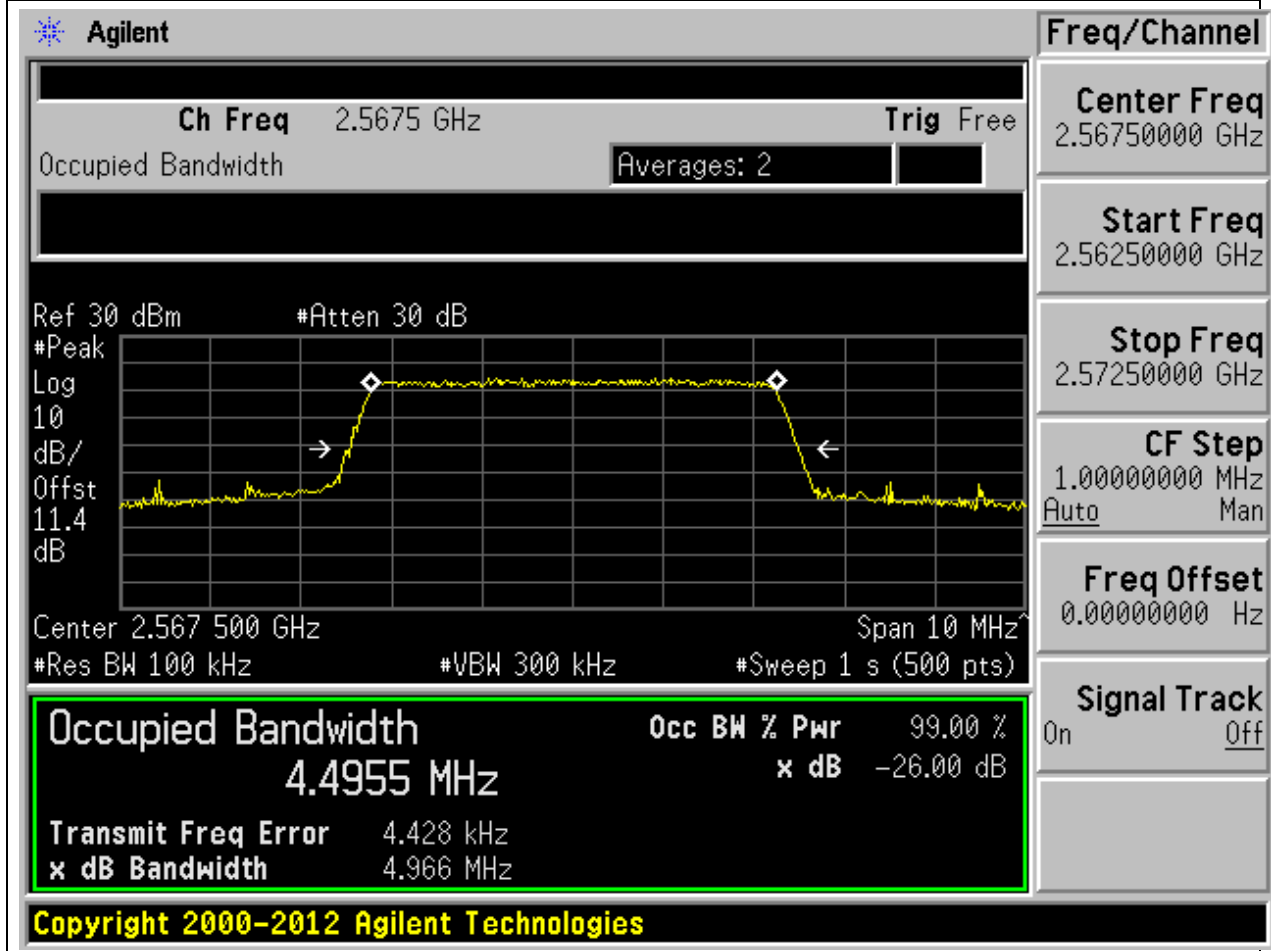 Agilent
Freq/Channel
Ch Freq 2.5675 GHz Trig Free
Occupied Bandwidth Averages: 2
Center Freq
2.56750000 GHz
Start Freq
2.56250000 GHz
Stop Freq
2.57250000 GHz
CF Step
1.00000000 MHz
Auto Man
Freq Offset
0.00000000 Hz
Signal Track
On Off
Ref 30 dBm #Atten 30 dB
#Peak
Log
10
dB/
Offst
11.4
dB
Center 2.567 500 GHz Span 10 MHz^
#Res BW 100 kHz #VBW 300 kHz #Sweep 1 s (500 pts)
Occupied Bandwidth Occ BW % Pwr 99.00 %
4.4955 MHz x dB -26.00 dB
Transmit Freq Error 4.428 kHz
x dB Bandwidth 4.966 MHz
Copyright 2000-2012 Agilent Technologies